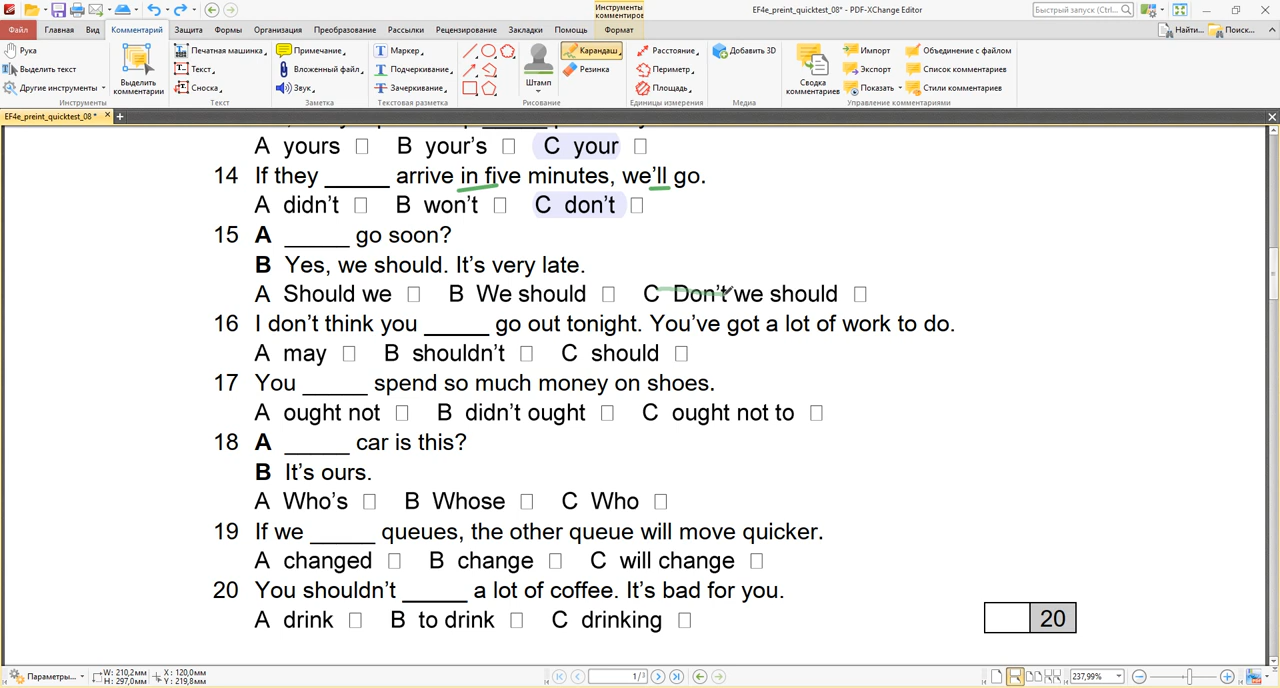 Инструменты комментиров
EF4e_preint_quicktest_08* - PDF-XChange Editor
Быстрый запуск (Ctrl...
Файл Главная Вид Комментарий Защита Формы Организация Преобразование Рассылки Рецензирование Закладки Помощь Формат Найти... Поиск...
Рука
Выделить текст
Другие инструменты
Инструменты
Выделить комментарии
Печатная машинка
Текст
Сноска
Текст
Примечание
Вложенный файл
Звук
Заметка
Маркер
Подчеркивание
Зачеркивание
Текстовая разметка
Штамп
Карандаш
Резинка
Рисование
Расстояние
Периметр
Площадь
Единицы измерения
Добавить 3D
Медиа
Сводка комментариев
Импорт
Экспорт
Показать
Объединение с файлом
Список комментариев
Стили комментариев
Управление комментариями
EF4e_preint_quicktest_08 *
A yours B your's C your
14 If they _____ arrive in five minutes, we'll go.
A didn't B won't C don't
15 A _____ go soon?
B Yes, we should. It's very late.
A Should we B We should C Don't we should
16 I don't think you _____ go out tonight. You've got a lot of work to do.
A may B shouldn't C should
17 You _____ spend so much money on shoes.
A ought not B didn't ought C ought not to
18 A _____ car is this?
B It's ours.
A Who's B Whose C Who
19 If we _____ queues, the other queue will move quicker.
A changed B change C will change
20 You shouldn't _____ a lot of coffee. It's bad for you.
A drink B to drink C drinking
20
Параметры...
W: 210,2мм
H: 297,0мм
X: 120,0мм
Y: 219,8мм
1/3
237,99%